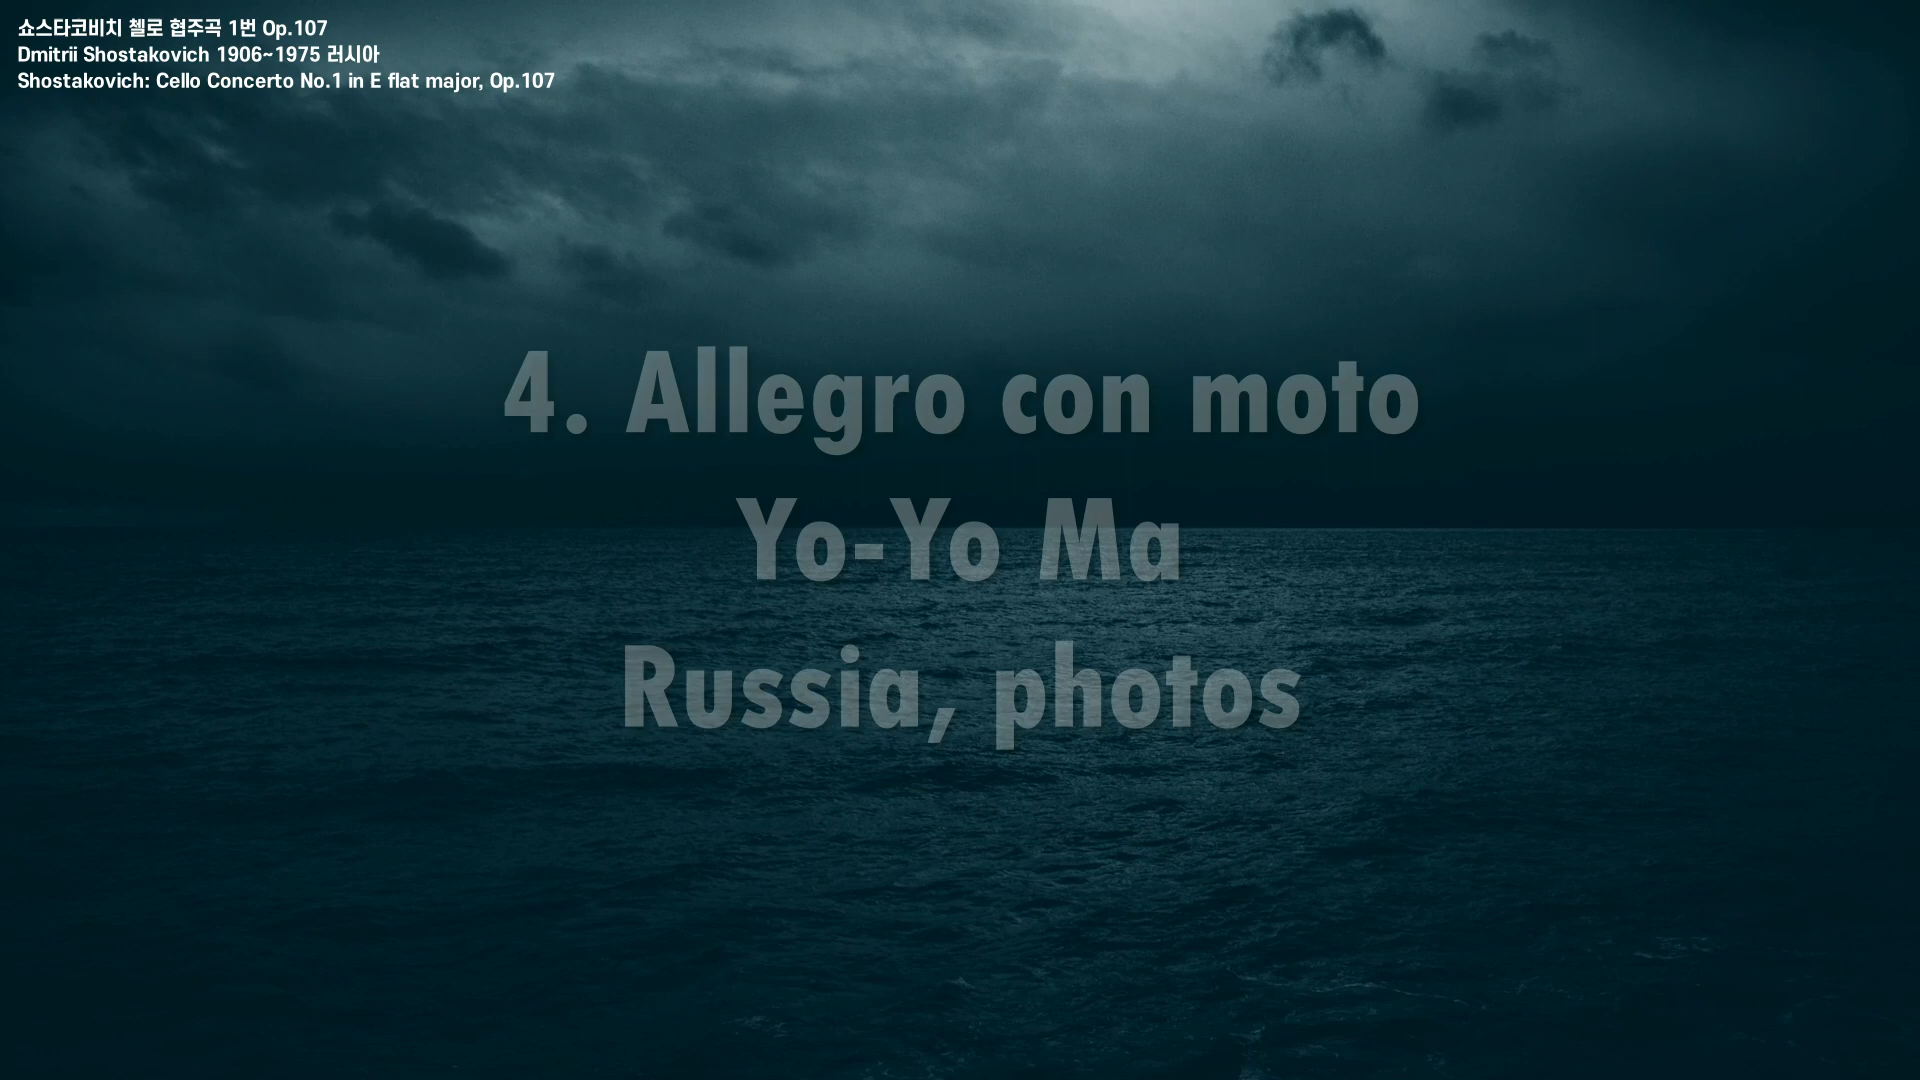 쇼스타코비치 첼로 협주곡 1번 Op.107
Dmitrii Shostakovich 1906~1975 러시아
Shostakovich: Cello Concerto No.1 in E flat major, Op.107
4. Allegro con moto
Yo-Yo Ma
Russia, photos